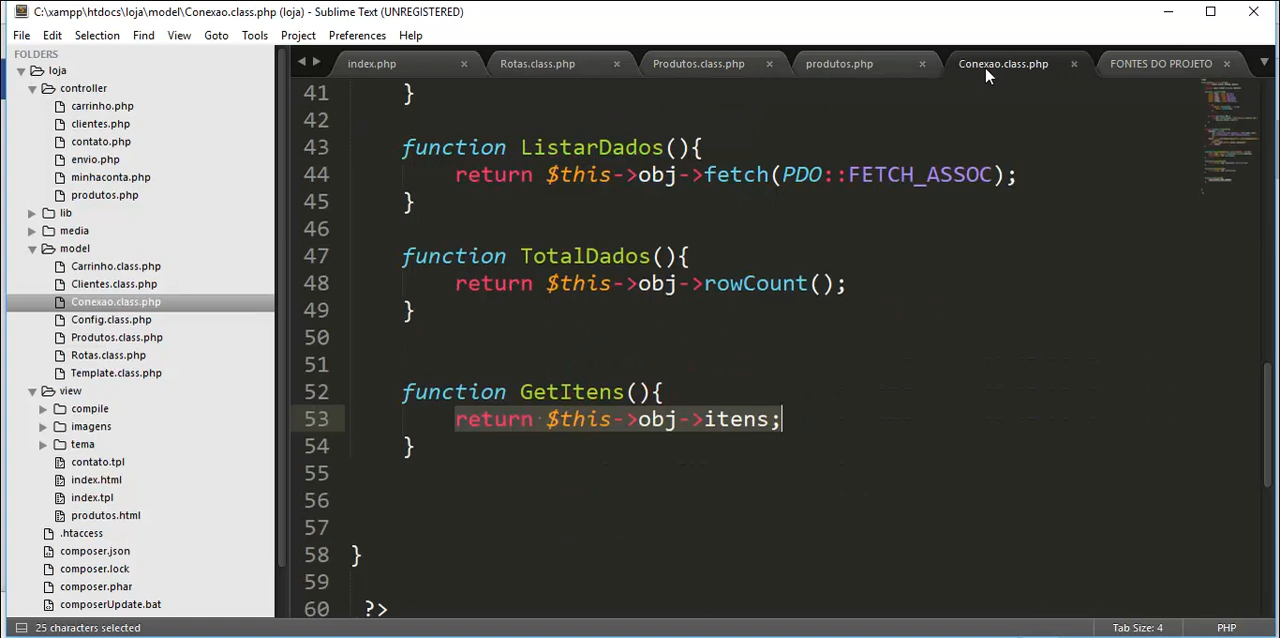 C:\xampp\htdocs\loja\model\Conexao.class.php (loja) - Sublime Text (UNREGISTERED)
File Edit Selection Find View Goto Tools Project Preferences Help
FOLDERS
loja
controller
carrinho.php
clientes.php
contato.php
envio.php
minhaconta.php
produtos.php
lib
media
model
Carrinho.class.php
Clientes.class.php
Conexao.class.php
Config.class.php
Produtos.class.php
Rotas.class.php
Template.class.php
view
compile
imagens
tema
contato.tpl
index.html
index.tpl
produtos.html
.htaccess
composer.json
composer.lock
composer.phar
composerUpdate.bat
index.php Rotas.class.php Produtos.class.php produtos.php Conexao.class.php FONTES DO PROJETO
41 }
42
43 function ListarDados(){
44 return $this->obj->fetch(PDO::FETCH_ASSOC);
45 }
46
47 function TotalDados(){
48 return $this->obj->rowCount();
49 }
50
51
52 function GetItens(){
53 return $this->obj->itens;
54 }
55
56
57
58 }
59
60 ?>
25 characters selected Tab Size: 4 PHP